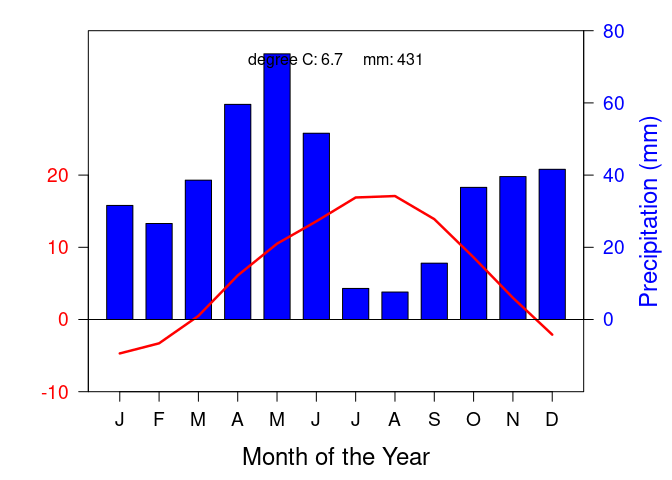 degree C: 6.7 mm: 431
80
60
40
20
0
20
10
0
-10
Precipitation (mm)
J F M A M J J A S O N D
Month of the Year